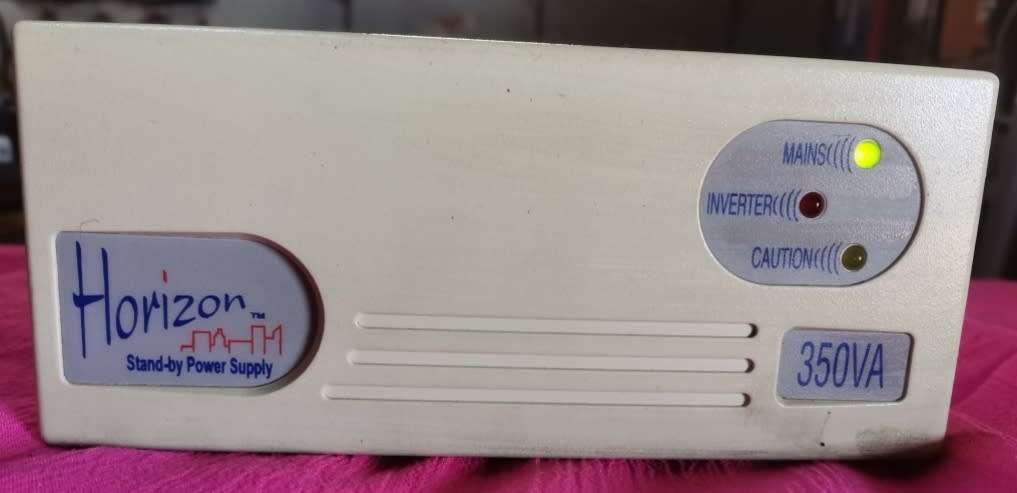 MAINS
INVERTER
CAUTION
Horizon™
Stand-by Power Supply
350VA